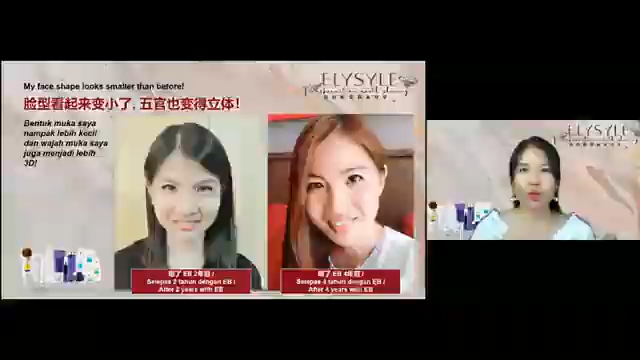 My face shape looks smaller than before!
脸型看起来变小了, 五官也变得立体!
Bentuk muka saya
nampak lebih kecil
dan wajah muka saya
juga menjadi lebih
3D!
ELYSYLE
Selepas 2 tahun dengan EB /
After 2 years with EB
Selepas 4 tahun dengan EB /
After 4 years with EB
ELYSYLE